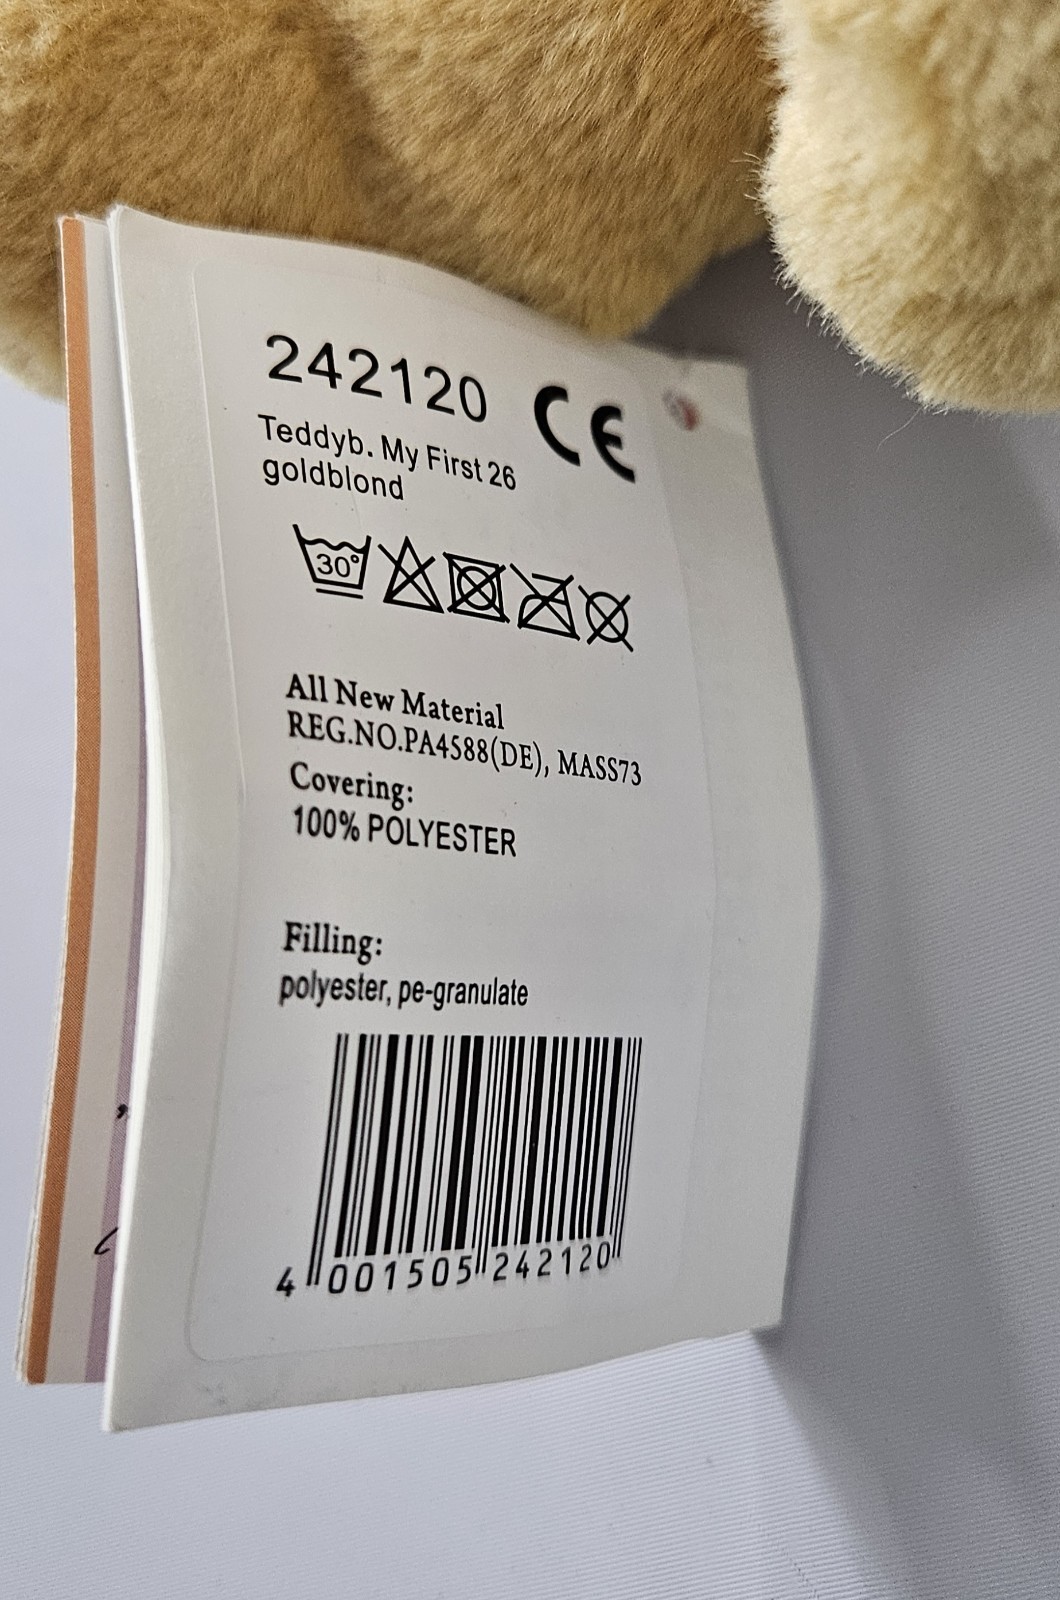 242120 CE
Teddyb. My First 26
goldblond
30°
All New Material
REG.NO.PA4588(DE), MASS73
Covering:
100% POLYESTER
Filling:
polyester, pe-granulate
4 001505 242120